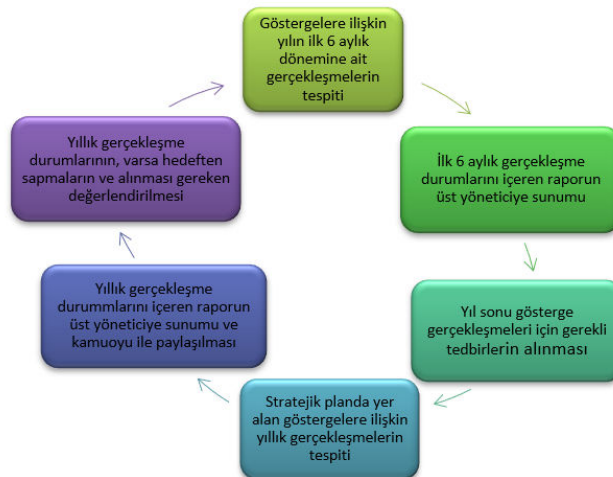 Göstergelere ilişkin
yılın ilk 6 aylık
dönemine ait
gerçekleşmelerin
tespiti
İlk 6 aylık gerçekleşme
durumlarını içeren raporun
üst yöneticiye sunumu
Yıl sonu gösterge
gerçekleşmeleri için gerekli
tedbirlerin alınması
Stratejik planda yer
alan göstergelere ilişkin
yıllık gerçekleşmelerin
tespiti
Yıllık gerçekleşme
durummlarını içeren raporun
üst yöneticiye sunumu ve
kamuoyu ile paylaşılması
Yıllık gerçekleşme
durumlarının, varsa hedeften
sapmaların ve alınması gereken
değerlendirilmesi